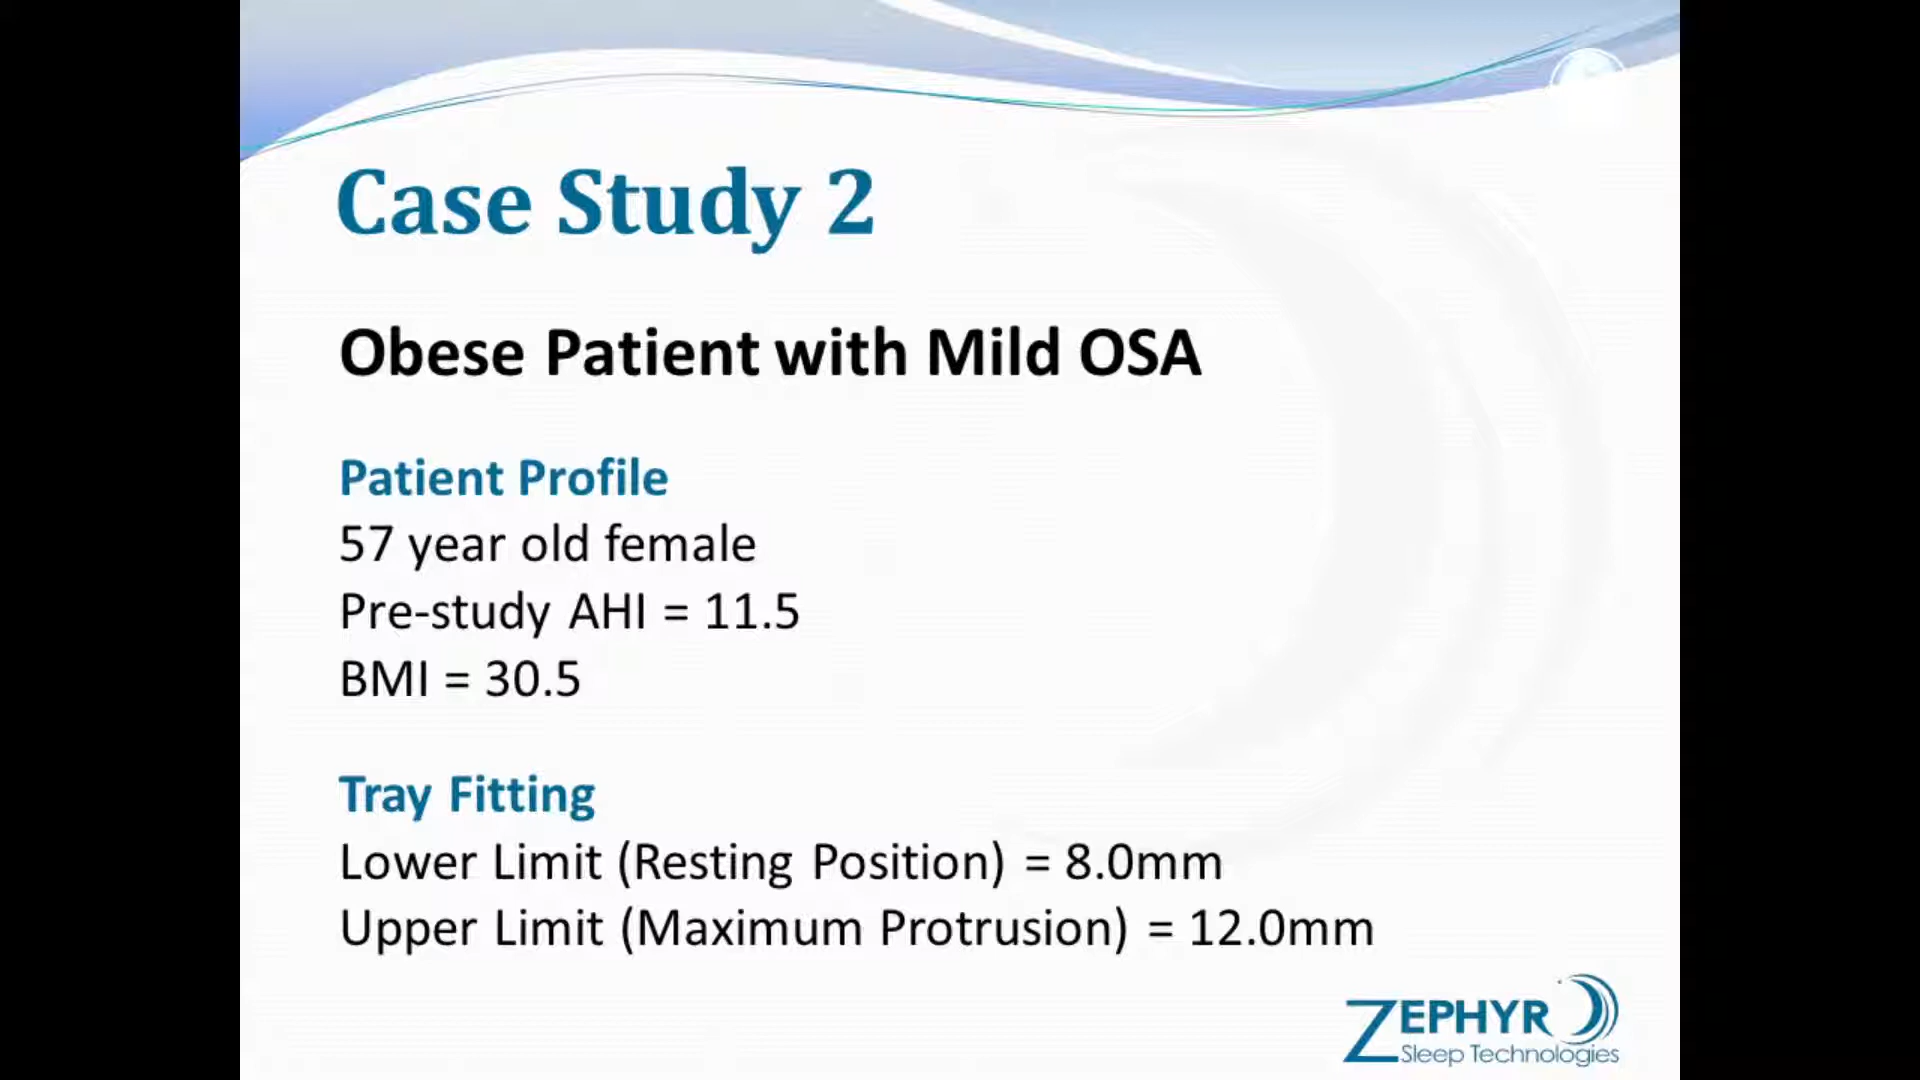 Case Study 2
Obese Patient with Mild OSA
Patient Profile
57 year old female
Pre-study AHI = 11.5
BMI = 30.5
Tray Fitting
Lower Limit (Resting Position) = 8.0mm
Upper Limit (Maximum Protrusion) = 12.0mm
ZEPHYR
Sleep Technologies